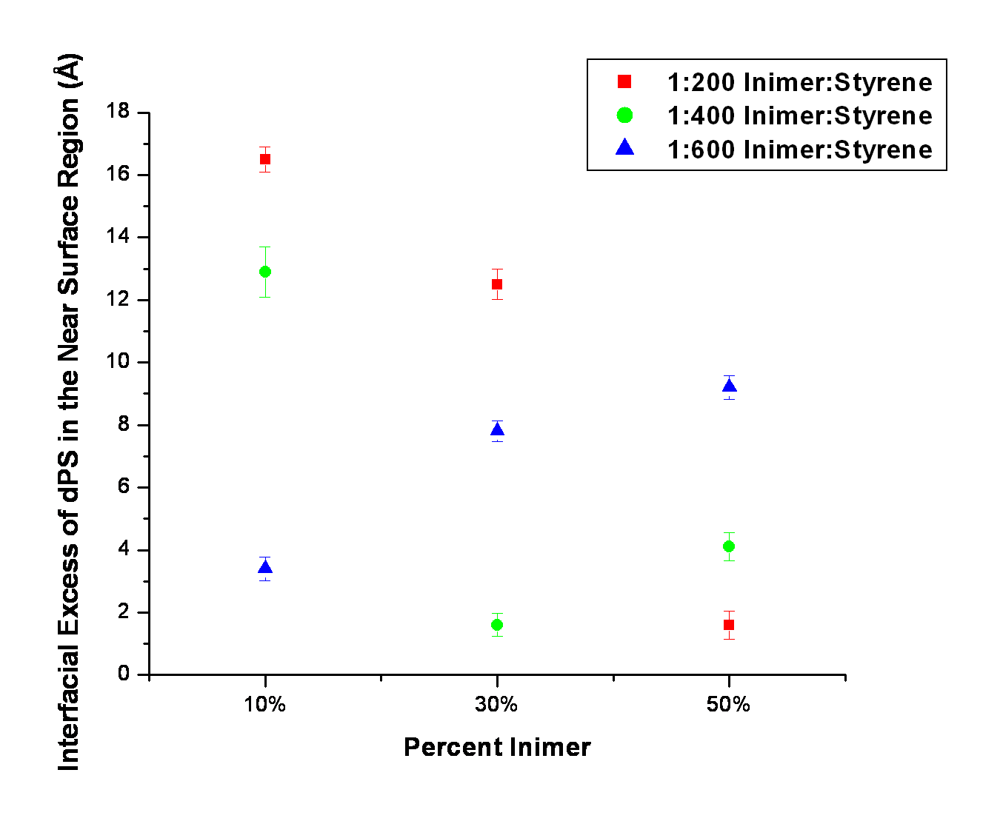 1:200 Inimer:Styrene
1:400 Inimer:Styrene
1:600 Inimer:Styrene
Interfacial Excess of dPS in the Near Surface Region (Å)
18
16
14
12
10
8
6
4
2
0
10% 30% 50%
Percent Inimer